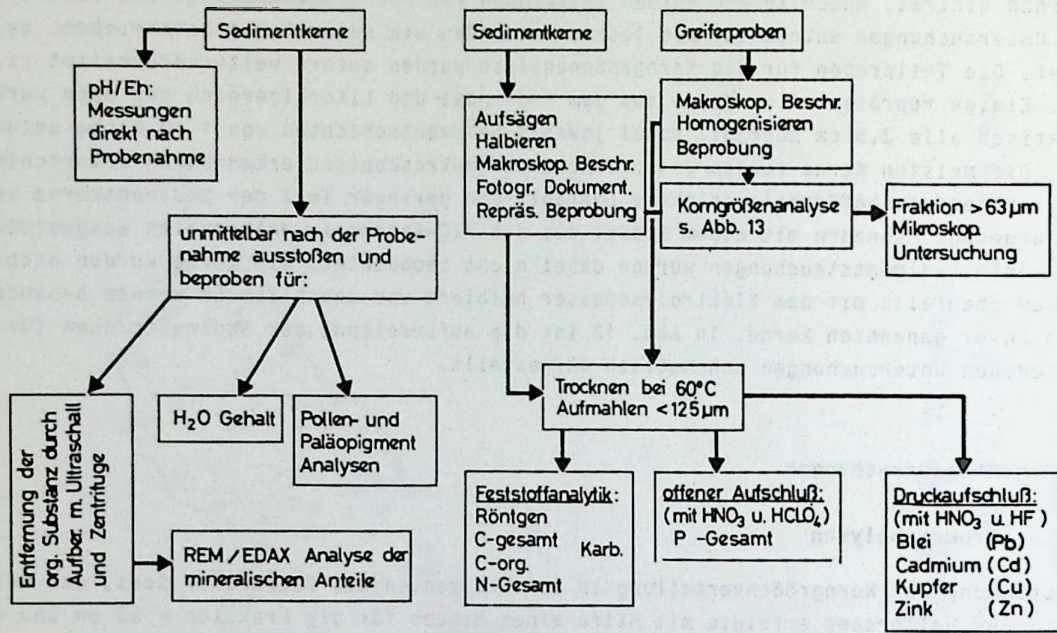 Sedimentkerne
Sedimentkerne
Greiferproben
pH/Eh:
Messungen
direkt nach
Probenahme
Aufsägen
Halbieren
Makroskop. Beschr.
Fotogr. Dokument.
Repräs. Beprobung
Makroskop. Beschr.
Homogenisieren
Beprobung
Korngrößenanalyse
s. Abb. 13
Fraktion > 63 µm
Mikroskop.
Untersuchung
unmittelbar nach der Probe-
nahme ausstoßen und
beproben für:
Trocknen bei 60°C
Aufmahlen <125µm
Entfernung der
org. Substanz durch
Aufber. m. Ultraschall
und Zentrifuge
H2O Gehalt
Pollen- und
Paläopigment
Analysen
REM/EDAX Analyse der
mineralischen Anteile
Feststoffanalytik:
Röntgen
C-gesamt Karb.
C-org.
N-Gesamt
offener Aufschluß:
(mit HNO3 u. HCLO4)
P -Gesamt
Druckaufschluß:
(mit HNO3 u. HF)
Blei (Pb)
Cadmium (Cd)
Kupfer (Cu)
Zink (Zn)